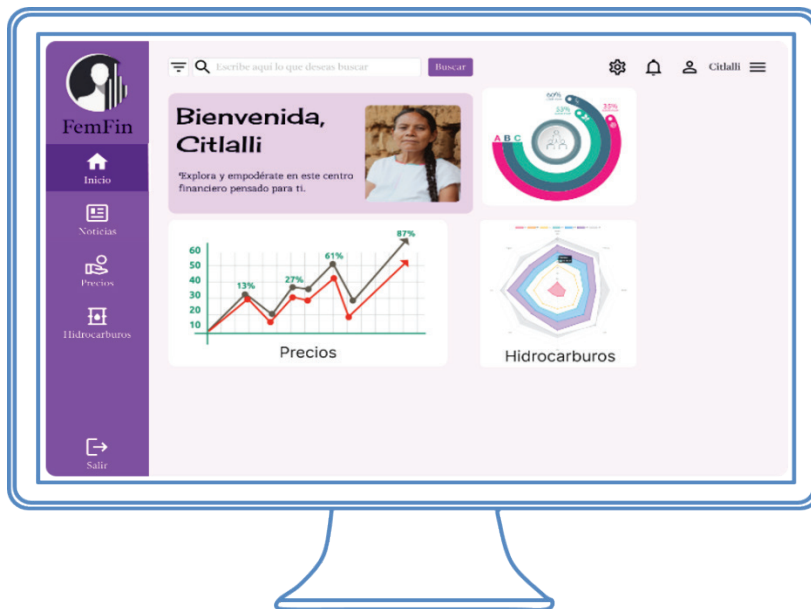 FemFin
Inicio
Noticias
Precios
Hidrocarburos
Salir
Escribe aquí lo que deseas buscar
Buscar
Citlalli
Bienvenida,
Citlalli
"Explora y empodérate en este centro
financiero pensado para ti.
60%
53%
35%
A B C
60
50
40
30
20
10
13%
27%
61%
87%
Precios
Hidrocarburos